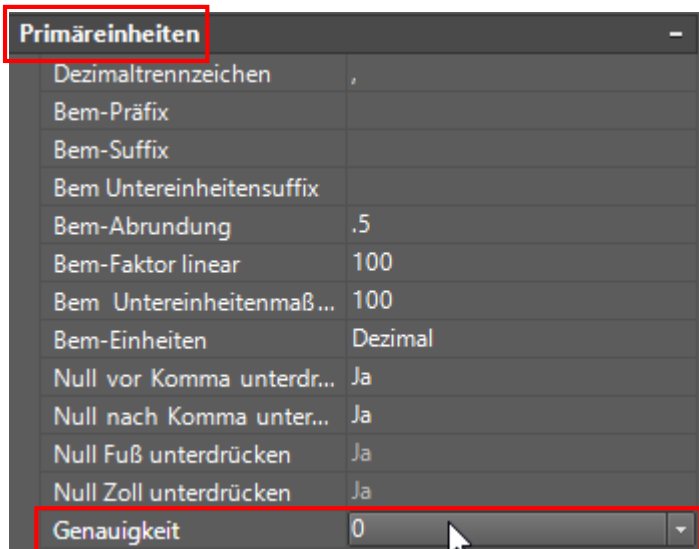 Primäreinheiten –
Dezimaltrennzeichen ,
Bem-Präfix
Bem-Suffix
Bem Untereinheitensuffix
Bem-Abrundung .5
Bem-Faktor linear 100
Bem Untereinheitenmaß... 100
Bem-Einheiten Dezimal
Null vor Komma unterdr... Ja
Null nach Komma unter... Ja
Null Fuß unterdrücken Ja
Null Zoll unterdrücken Ja
Genauigkeit 0